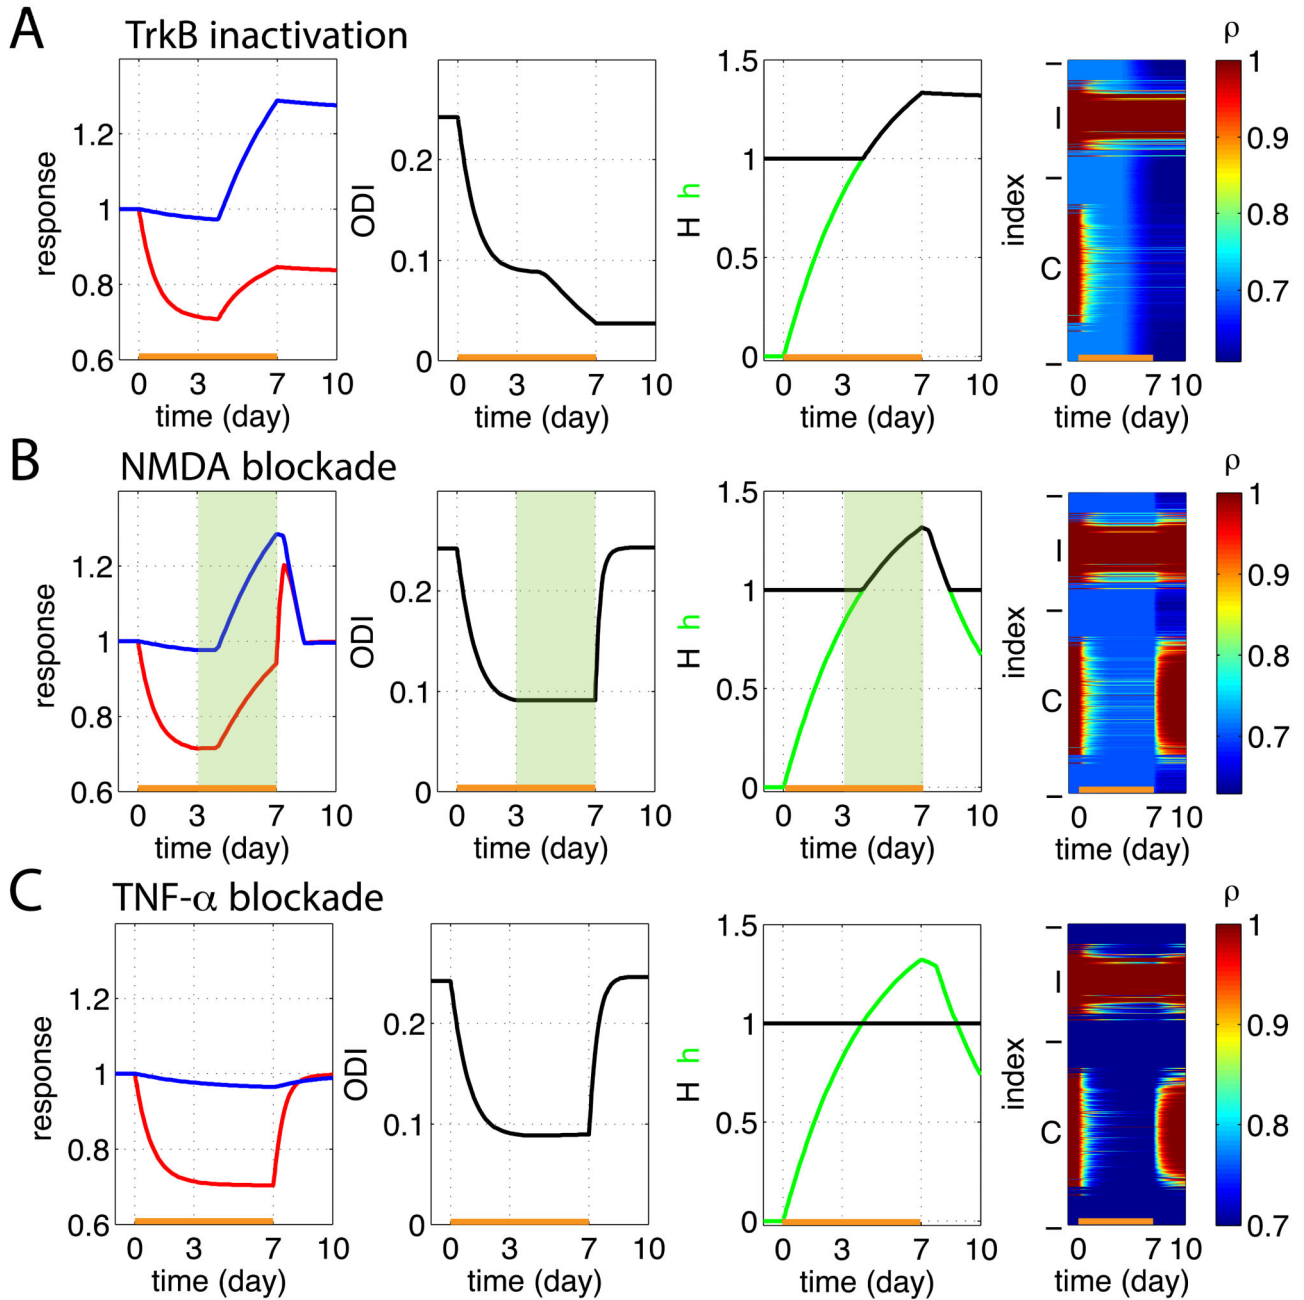 A TrkB inactivation
response
1.2
1
0.8
0.6
0 3 7 10
time (day)
ODI
0.2
0.1
0
0 3 7 10
time (day)
H h
1.5
1
0.5
0
0 3 7 10
time (day)
index
I
C
0 7 10
time (day)
ρ
1
0.9
0.8
0.7
B NMDA blockade
response
1.2
1
0.8
0.6
0 3 7 10
time (day)
ODI
0.2
0.1
0
0 3 7 10
time (day)
H h
1.5
1
0.5
0
0 3 7 10
time (day)
index
I
C
0 7 10
time (day)
ρ
1
0.9
0.8
0.7
C TNF-α blockade
response
1.2
1
0.8
0.6
0 3 7 10
time (day)
ODI
0.2
0.1
0
0 3 7 10
time (day)
H h
1.5
1
0.5
0
0 3 7 10
time (day)
index
I
C
0 7 10
time (day)
ρ
1
0.9
0.8
0.7